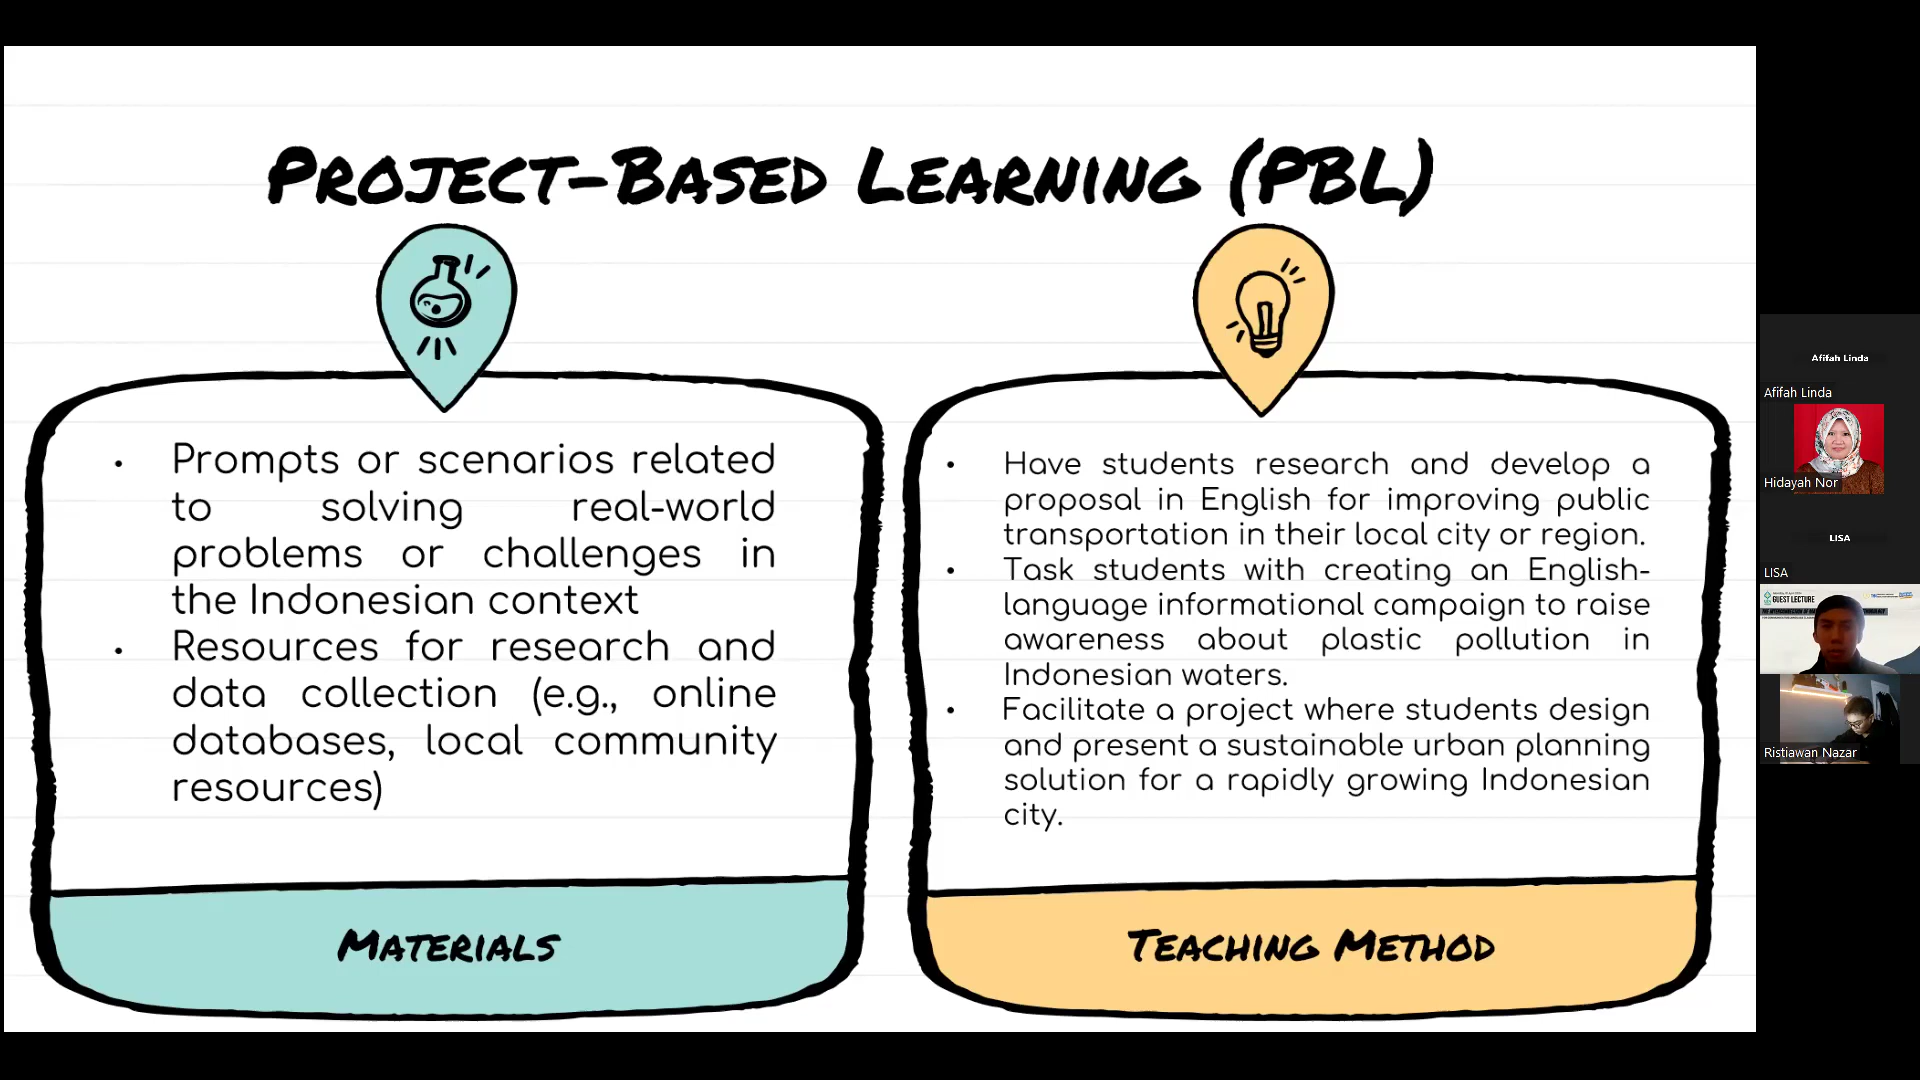 PROJECT-BASED LEARNING (PBL)
• Prompts or scenarios related
to solving real-world
problems or challenges in
the Indonesian context
• Resources for research and
data collection (e.g., online
databases, local community
resources)
MATERIALS
• Have students research and develop a
proposal in English for improving public
transportation in their local city or region.
• Task students with creating an English-
language informational campaign to raise
awareness about plastic pollution in
Indonesian waters.
• Facilitate a project where students design
and present a sustainable urban planning
solution for a rapidly growing Indonesian
city.
TEACHING METHOD
Afifah Linda
Afifah Linda
Hidayah Nor
LISA
LISA
GUEST LECTURE
Ristiawan Nazar